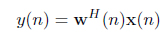 y(n) = w^H(n)x(n)